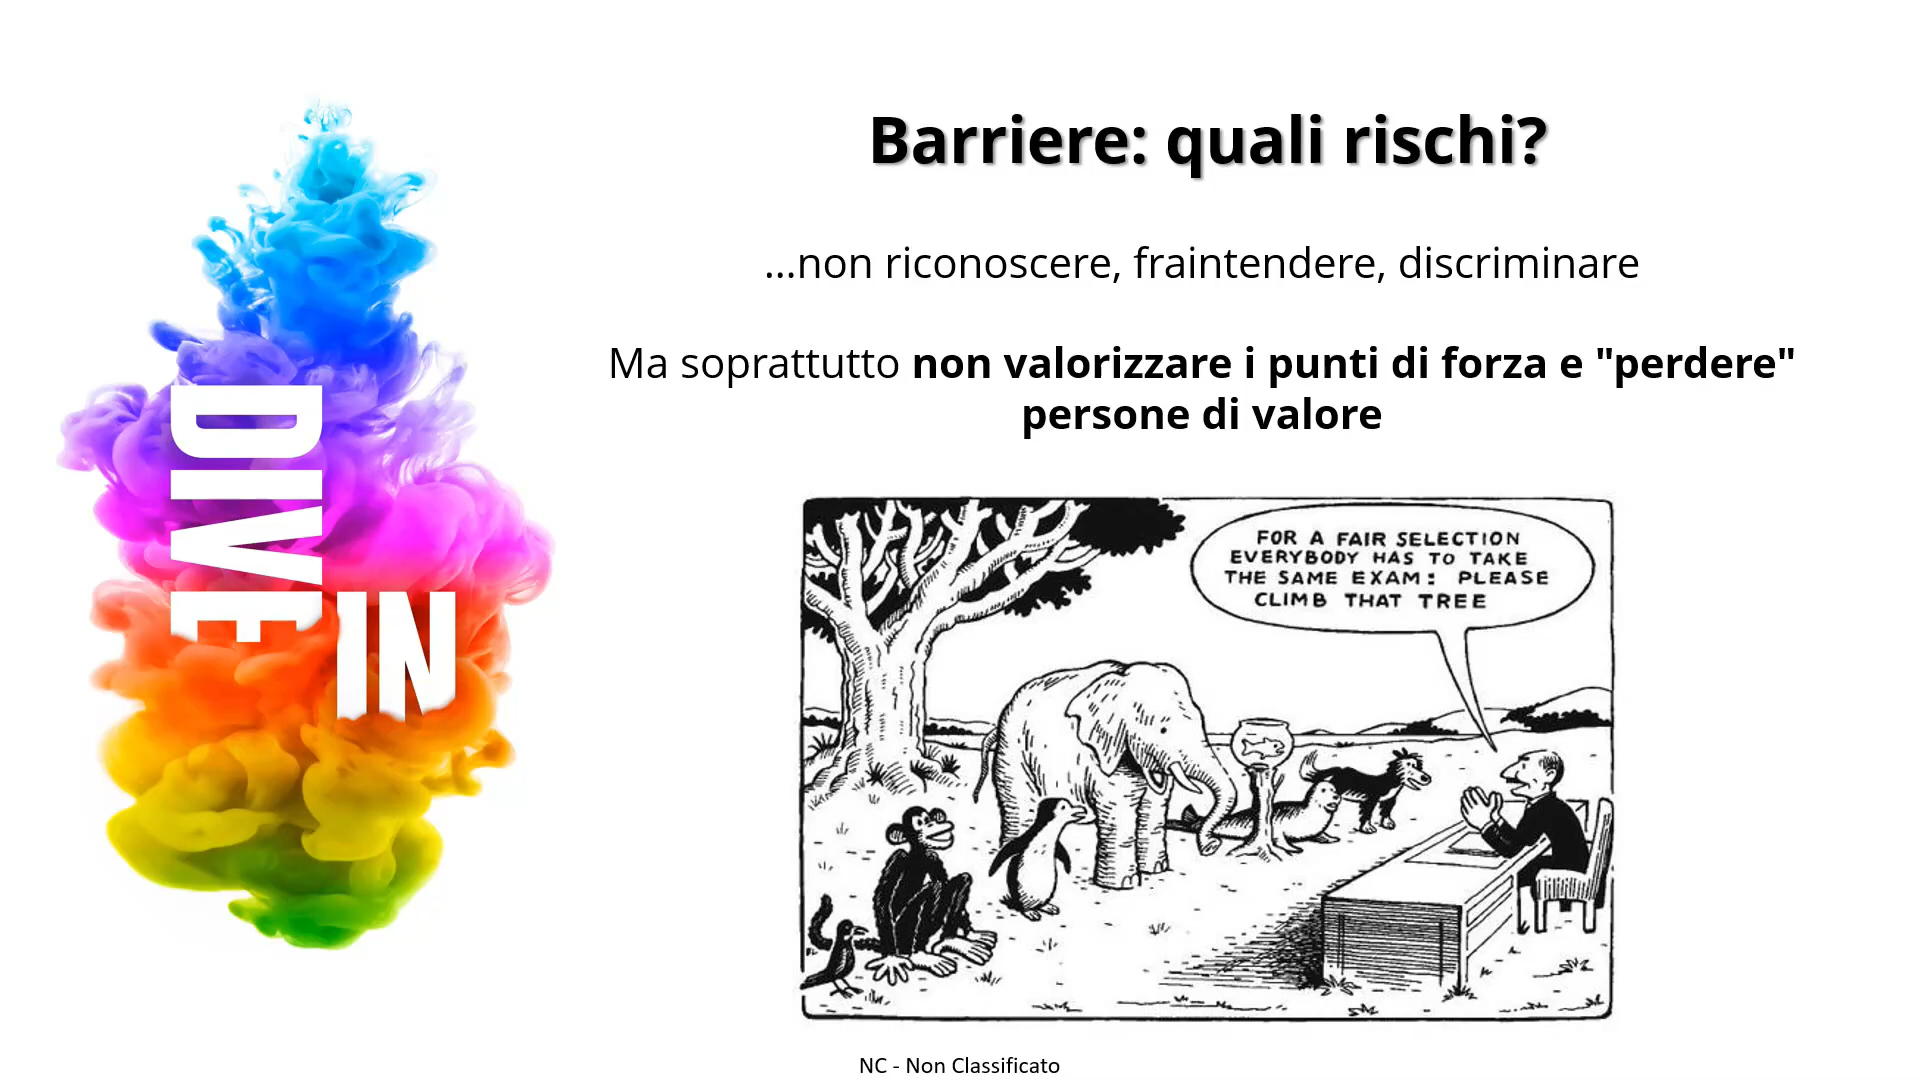 Barriere: quali rischi?
...non riconoscere, fraintendere, discriminare
Ma soprattutto non valorizzare i punti di forza e "perdere"
persone di valore
DIVE
IN
FOR A FAIR SELECTION
EVERYBODY HAS TO TAKE
THE SAME EXAM: PLEASE
CLIMB THAT TREE
NC - Non Classificato